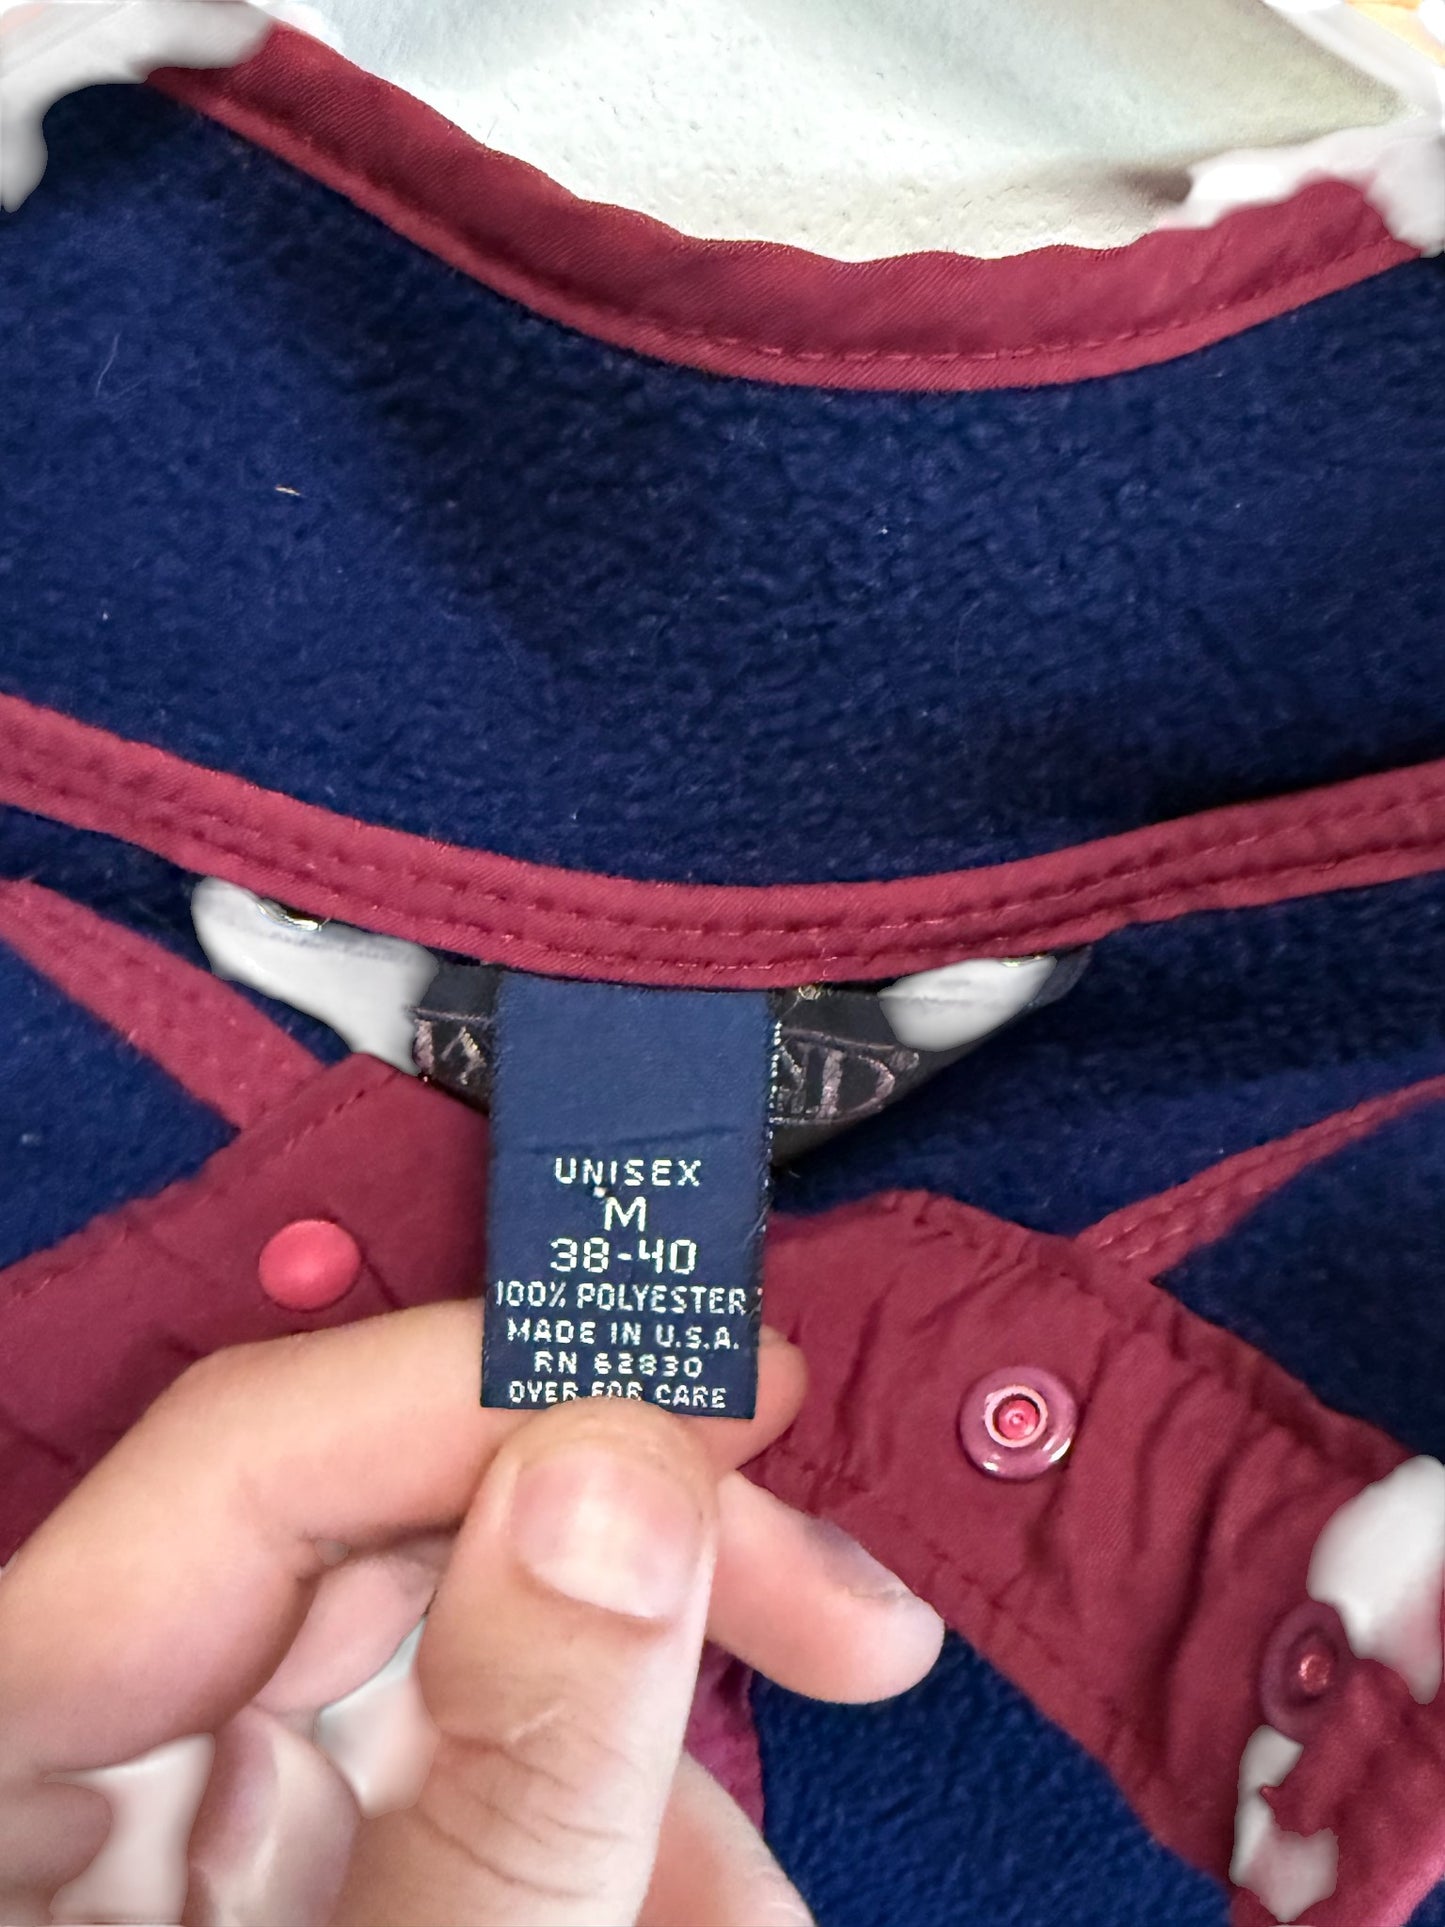 UNISEX
M
38-40
100% POLYESTER
MADE IN U.S.A.
RN 62830
OVER FOR CARE